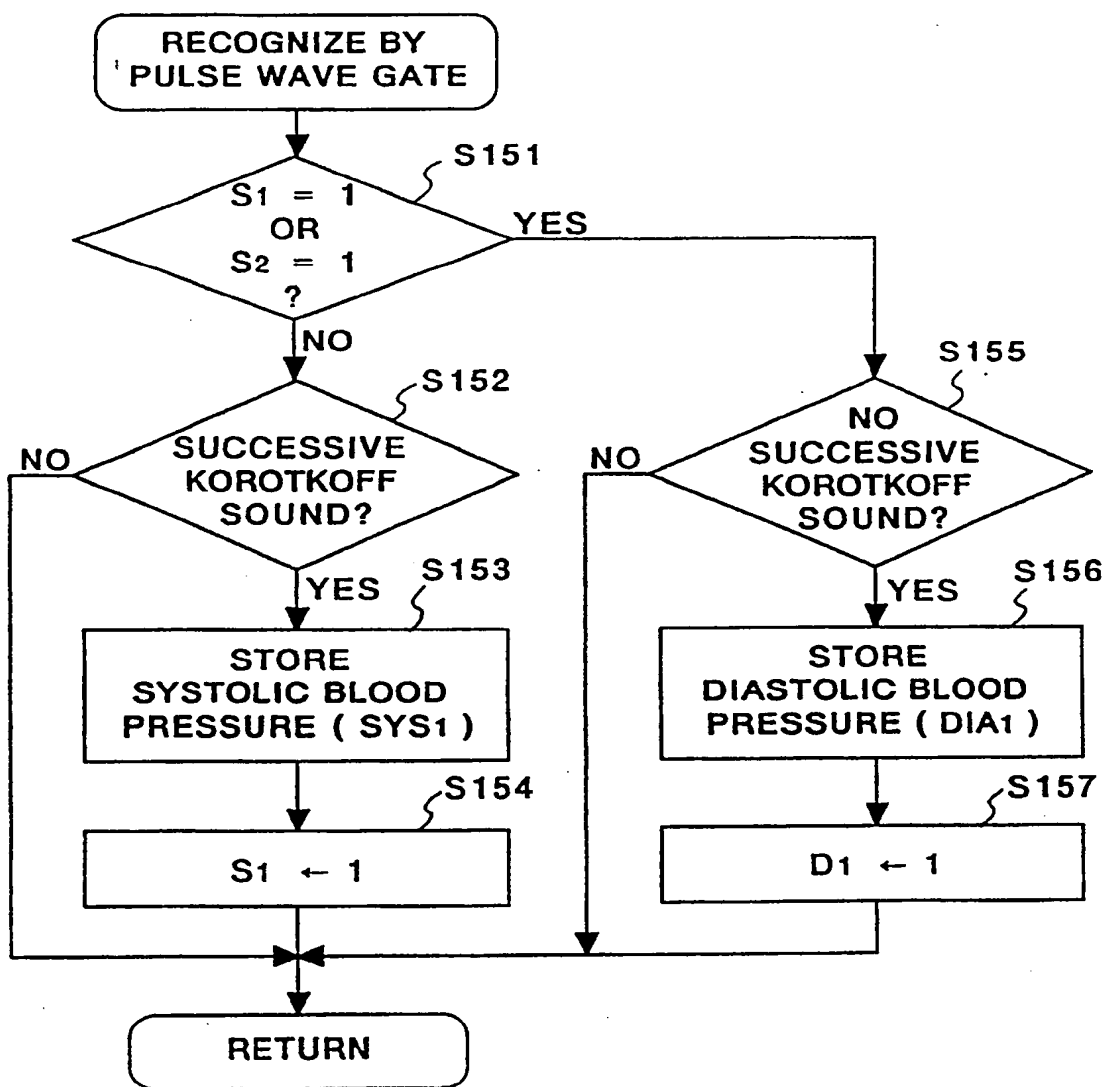 RECOGNIZE BY
PULSE WAVE GATE
S151
S1 = 1
OR
S2 = 1
?
YES
NO
S152
SUCCESSIVE
KOROTKOFF
SOUND?
NO
YES
S153
STORE
SYSTOLIC BLOOD
PRESSURE ( SYS1 )
S154
S1 ← 1
S155
NO
SUCCESSIVE
KOROTKOFF
SOUND?
NO
YES
S156
STORE
DIASTOLIC BLOOD
PRESSURE ( DIA1 )
S157
D1 ← 1
RETURN